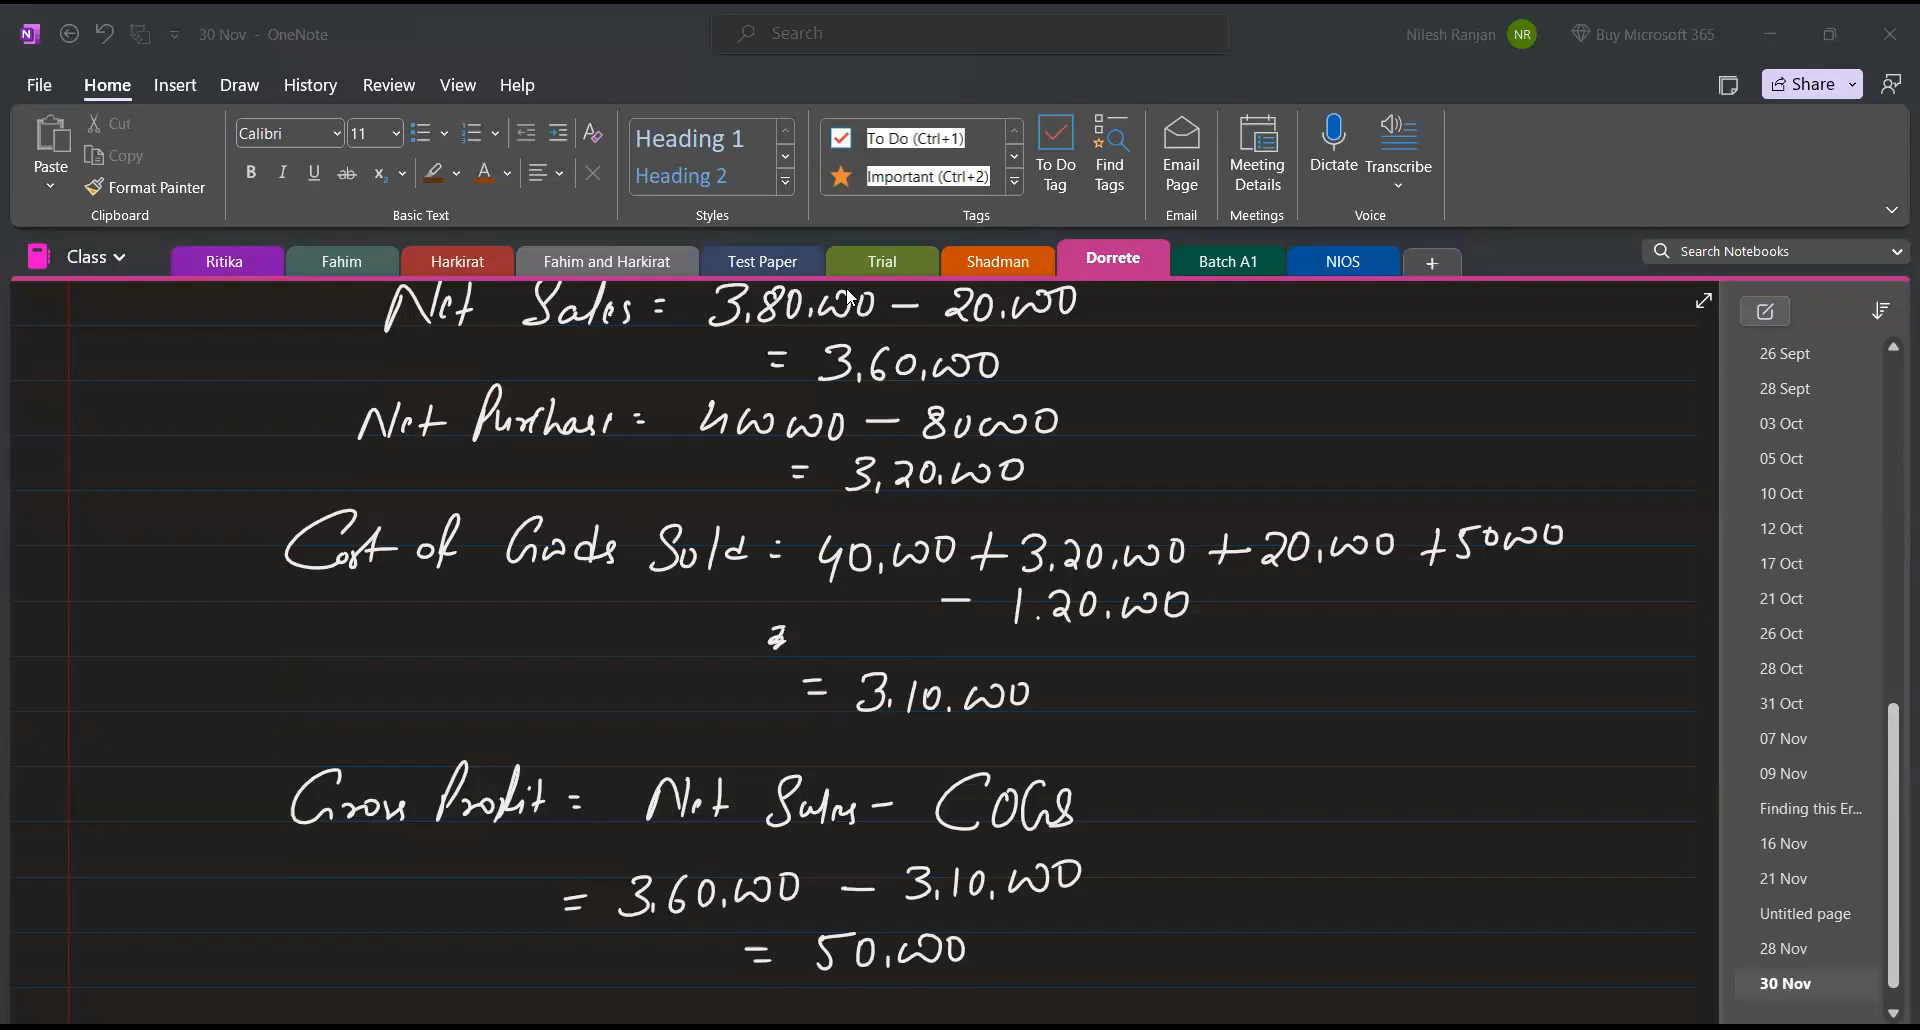 30 Nov - OneNote
Search
Nilesh Ranjan
NR
Buy Microsoft 365
File
Home
Insert
Draw
History
Review
View
Help
Share
Paste
Cut
Copy
Format Painter
Clipboard
Calibri
11
Basic Text
Heading 1
Heading 2
Styles
To Do (Ctrl+1)
Important (Ctrl+2)
To Do
Tag
Find
Tags
Tags
Email
Page
Email
Meeting
Details
Meetings
Dictate
Transcribe
Voice
Class
Ritika
Fahim
Harkirat
Fahim and Harkirat
Test Paper
Trial
Shadman
Dorrete
Batch A1
NIOS
+
Search Notebooks
Net Sales = 3,80,000 - 20,000
= 3,60,000
Net Purchase = 400000 - 80000
= 3,20,000
Cost of Goods Sold = 40,000 + 3,20,000 + 20,000 + 50000
- 1,20,000
= 3,10,000
Gross Profit = Net Sales - COGS
= 3,60,000 - 3,10,000
= 50,000
26 Sept
28 Sept
03 Oct
05 Oct
10 Oct
12 Oct
17 Oct
21 Oct
26 Oct
28 Oct
31 Oct
07 Nov
09 Nov
Finding this Er...
16 Nov
21 Nov
Untitled page
28 Nov
30 Nov